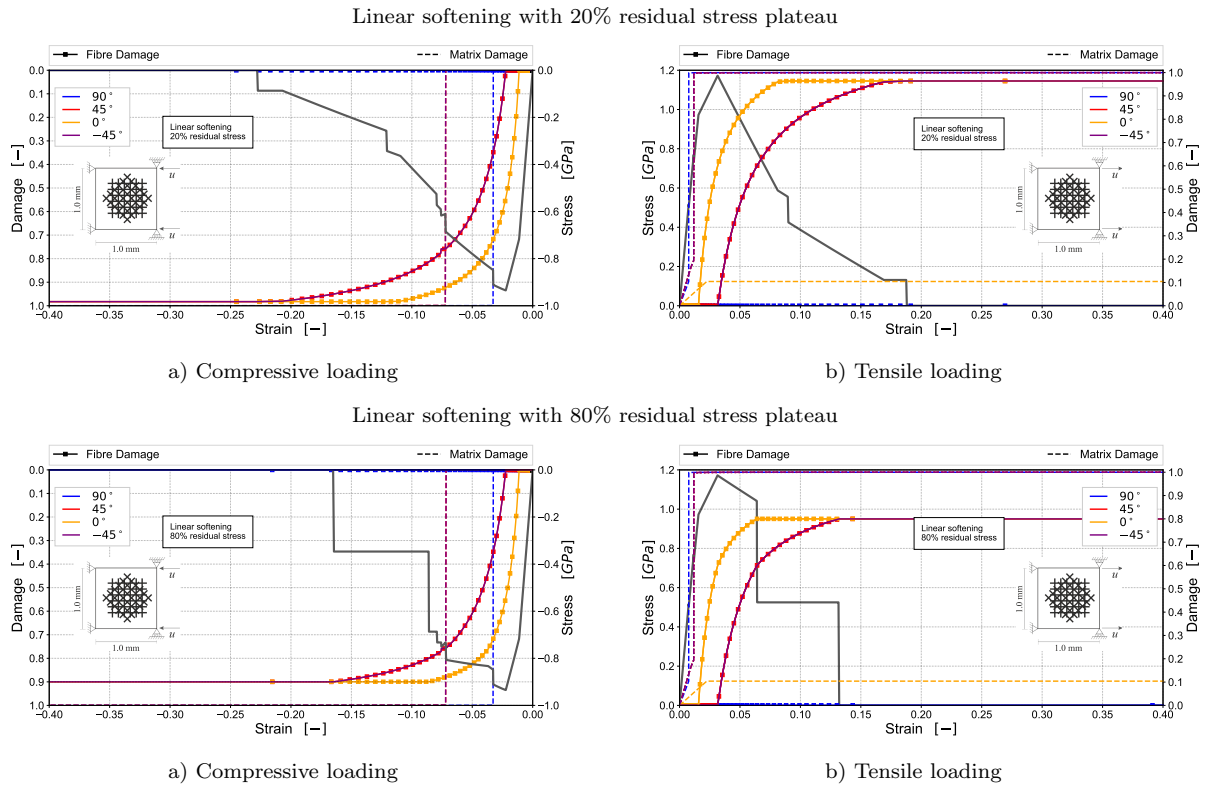 Linear softening with 20% residual stress plateau
Fibre Damage
Matrix Damage
0.0
0.1
0.2
0.3
0.4
0.5
0.6
0.7
0.8
0.9
1.0
Damage [−]
90°
45°
0°
−45°
Linear softening
20% residual stress
1.0 mm
1.0 mm
u
u
0.0
−0.2
−0.4
−0.6
−0.8
−1.0
Stress [GPa]
−0.40 −0.35 −0.30 −0.25 −0.20 −0.15 −0.10 −0.05 0.00
Strain [−]
a) Compressive loading
Fibre Damage
Matrix Damage
1.2
1.0
0.8
0.6
0.4
0.2
0.0
Stress [GPa]
90°
45°
0°
−45°
Linear softening
20% residual stress
1.0 mm
1.0 mm
u
u
1.0
0.9
0.8
0.7
0.6
0.5
0.4
0.3
0.2
0.1
0.0
Damage [−]
0.00 0.05 0.10 0.15 0.20 0.25 0.30 0.35 0.40
Strain [−]
b) Tensile loading
Linear softening with 80% residual stress plateau
Fibre Damage
Matrix Damage
0.0
0.1
0.2
0.3
0.4
0.5
0.6
0.7
0.8
0.9
1.0
Damage [−]
90°
45°
0°
−45°
Linear softening
80% residual stress
1.0 mm
1.0 mm
u
u
0.0
−0.2
−0.4
−0.6
−0.8
−1.0
Stress [GPa]
−0.40 −0.35 −0.30 −0.25 −0.20 −0.15 −0.10 −0.05 0.00
Strain [−]
a) Compressive loading
Fibre Damage
Matrix Damage
1.2
1.0
0.8
0.6
0.4
0.2
0.0
Stress [GPa]
90°
45°
0°
−45°
Linear softening
80% residual stress
1.0 mm
1.0 mm
u
u
1.0
0.9
0.8
0.7
0.6
0.5
0.4
0.3
0.2
0.1
0.0
Damage [−]
0.00 0.05 0.10 0.15 0.20 0.25 0.30 0.35 0.40
Strain [−]
b) Tensile loading